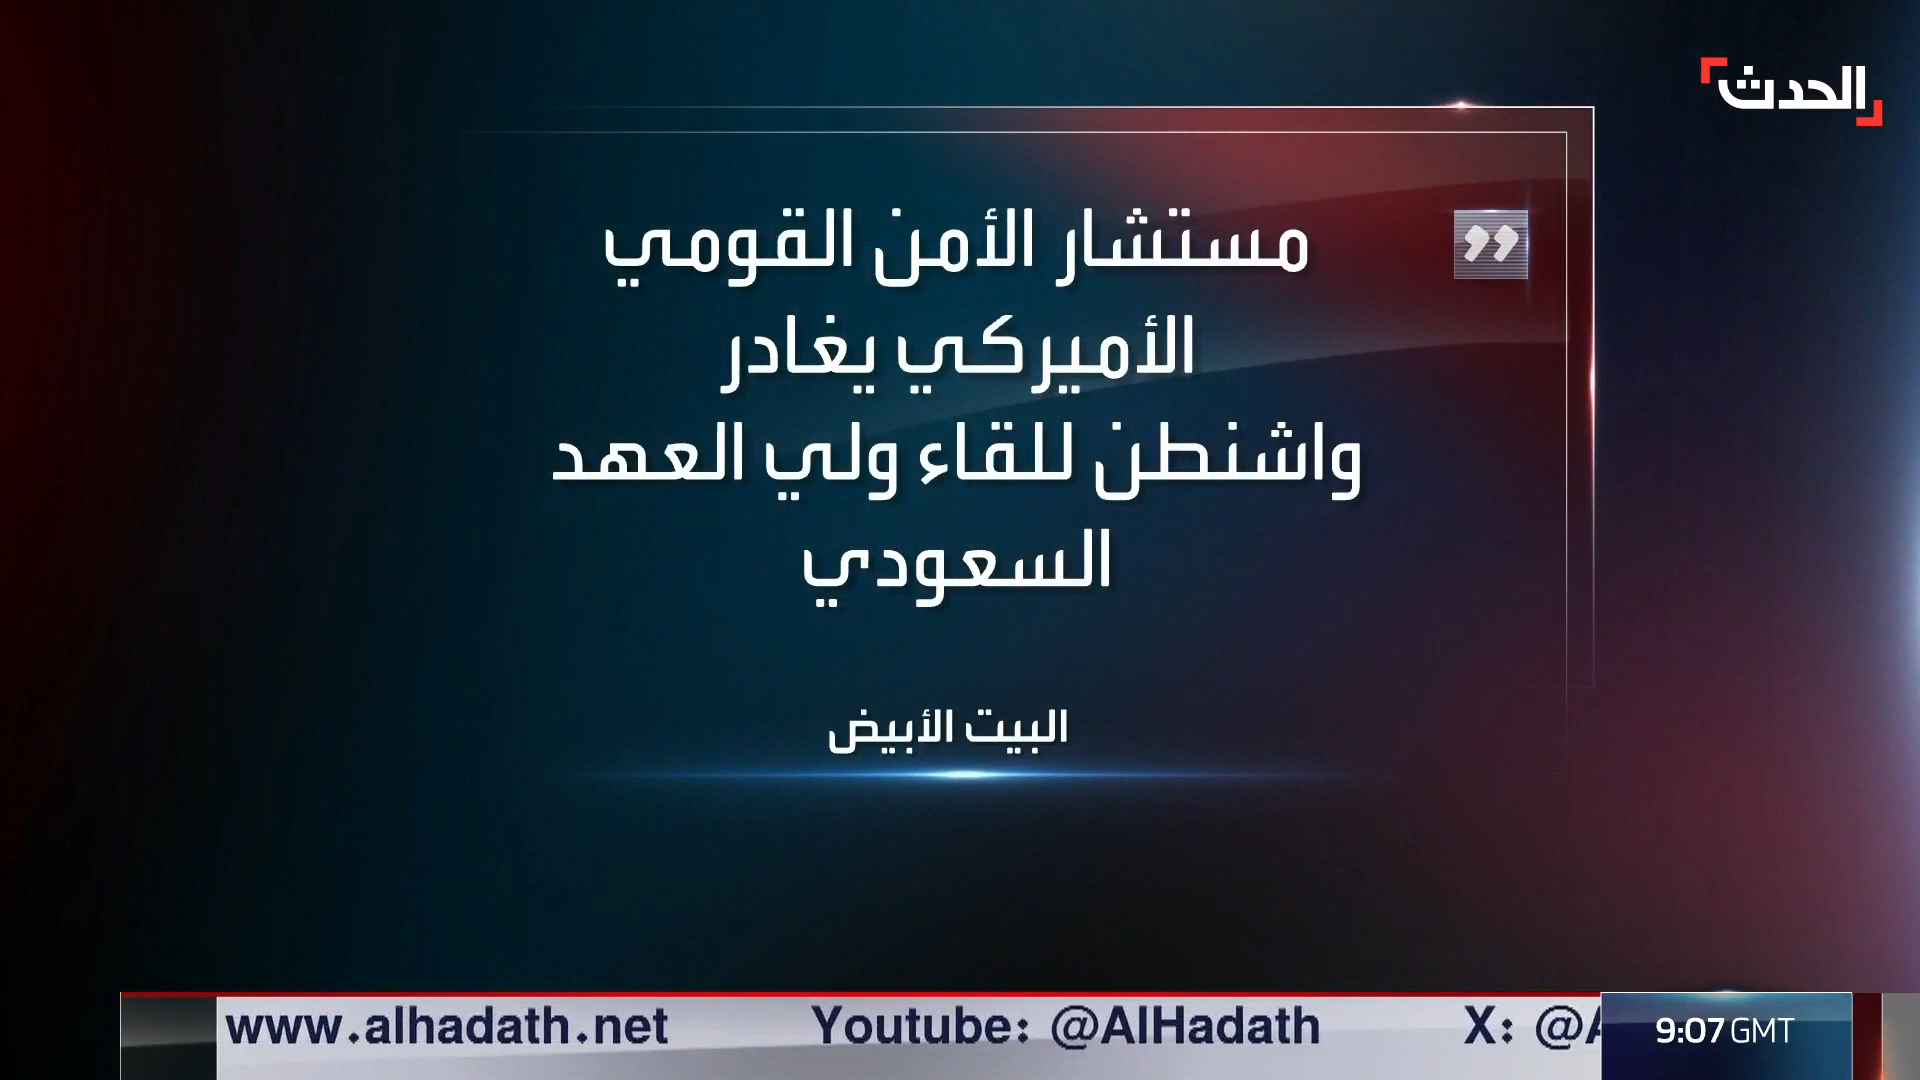 الحدث
مستشار الأمن القومي
الأميركي يغادر
واشنطن للقاء ولي العهد
السعودي
البيت الأبيض
www.alhadath.net Youtube: @AlHadath X: @A
9:07 GMT